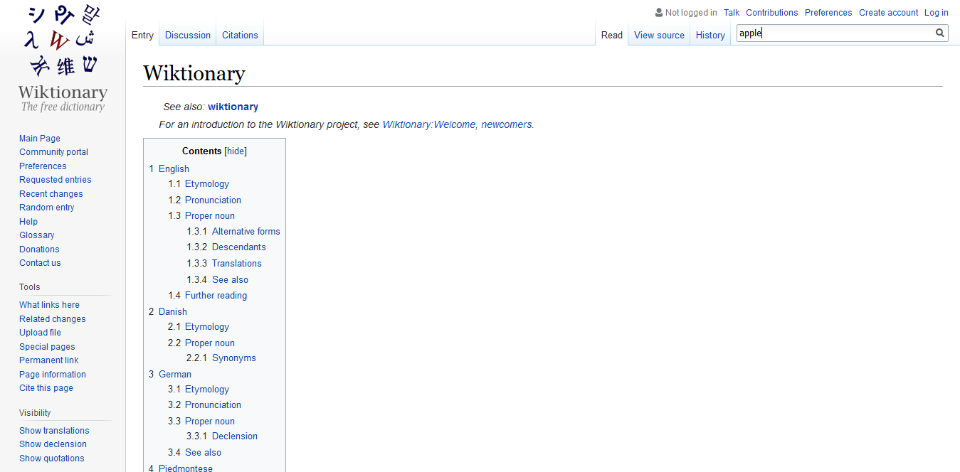 シ
ря
말
λ
W
ش
维
ש
Wiktionary
The free dictionary
Main Page
Community portal
Preferences
Requested entries
Recent changes
Random entry
Help
Glossary
Donations
Contact us
Tools
What links here
Related changes
Upload file
Special pages
Permanent link
Page information
Cite this page
Visibility
Show translations
Show declension
Show quotations
Not logged in Talk Contributions Preferences Create account Log in
Entry Discussion Citations Read View source History apple
Wiktionary
See also: wiktionary
For an introduction to the Wiktionary project, see Wiktionary:Welcome, newcomers.
Contents [hide]
1 English
1.1 Etymology
1.2 Pronunciation
1.3 Proper noun
1.3.1 Alternative forms
1.3.2 Descendants
1.3.3 Translations
1.3.4 See also
1.4 Further reading
2 Danish
2.1 Etymology
2.2 Proper noun
2.2.1 Synonyms
3 German
3.1 Etymology
3.2 Pronunciation
3.3 Proper noun
3.3.1 Declension
3.4 See also
4 Piedmontese